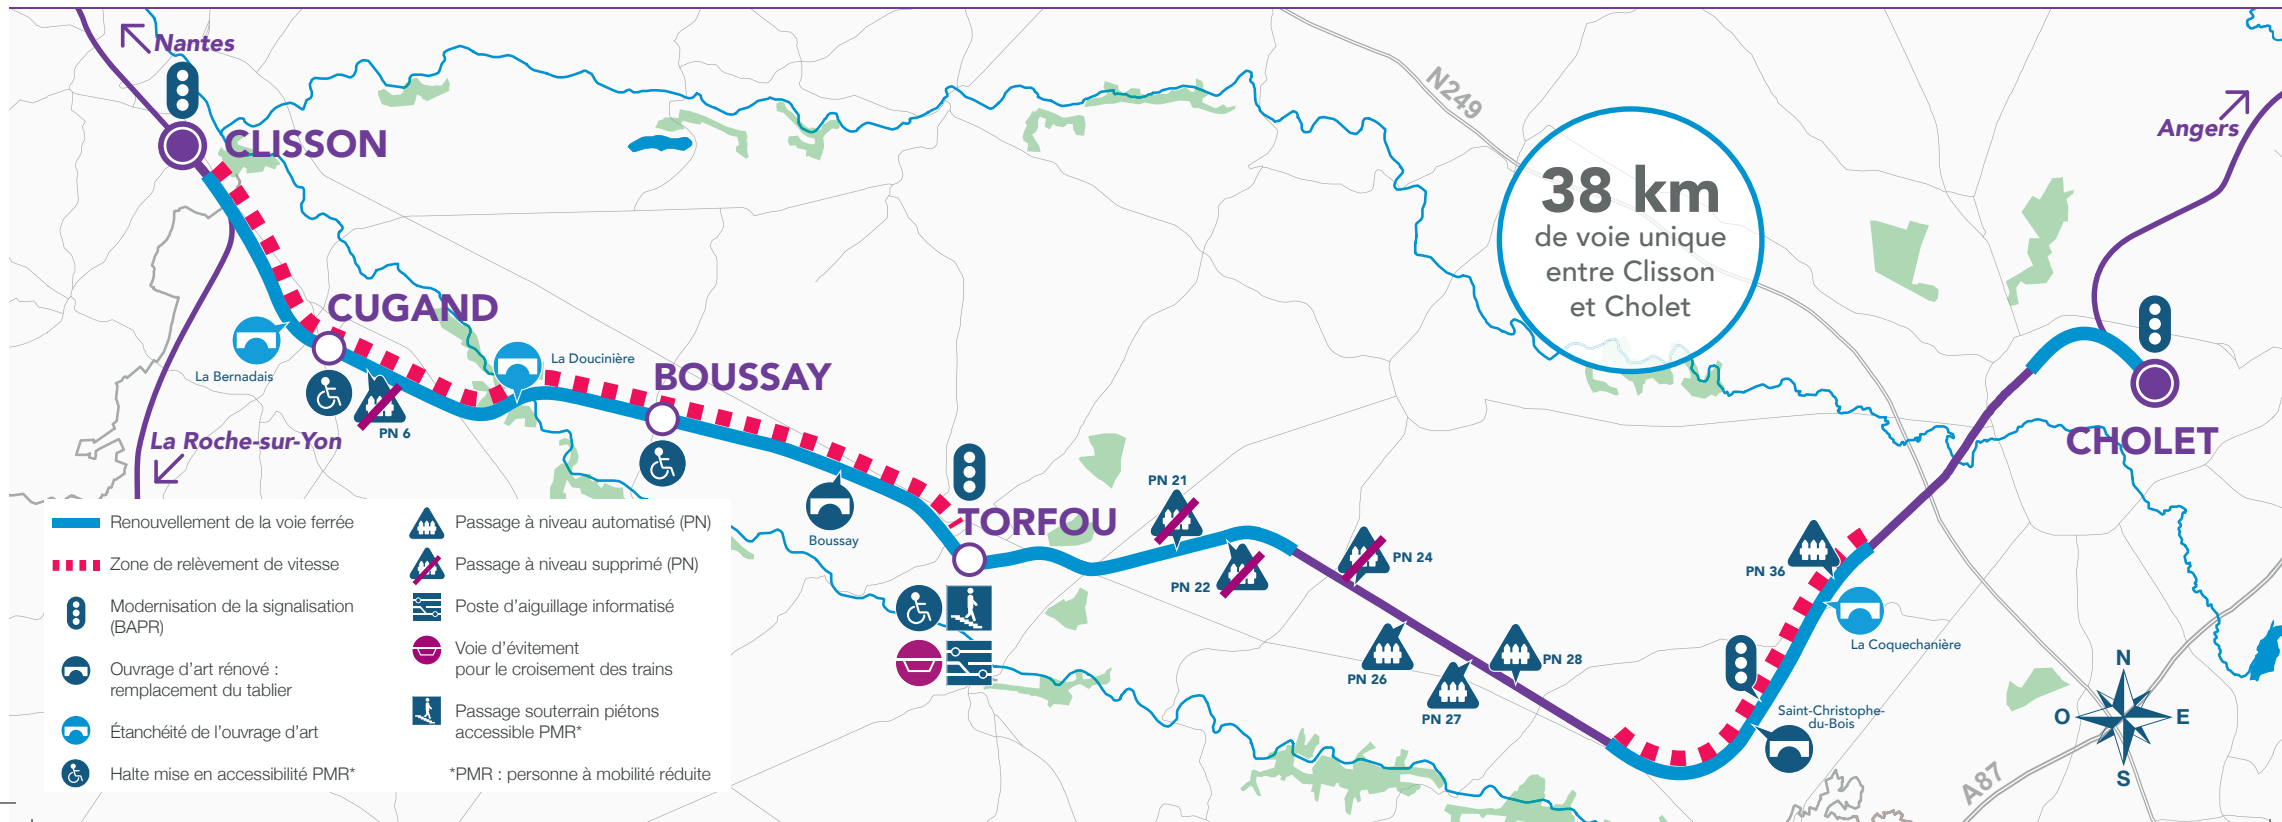 Nantes
N249
Angers
CLISSON
38 km
de voie unique
entre Clisson
et Cholet
CUGAND
La Bernadais
La Doucinière
BOUSSAY
PN 6
La Roche-sur-Yon
CHOLET
PN 21
TORFOU
Boussay
PN 22
PN 24
PN 36
PN 26
PN 27
PN 28
La Coquechanière
Saint-Christophe-
du-Bois
N
O
E
S
A87
Renouvellement de la voie ferrée
Zone de relèvement de vitesse
Modernisation de la signalisation
(BAPR)
Ouvrage d'art rénové :
remplacement du tablier
Étanchéité de l'ouvrage d'art
Halte mise en accessibilité PMR*
Passage à niveau automatisé (PN)
Passage à niveau supprimé (PN)
Poste d'aiguillage informatisé
Voie d'évitement
pour le croisement des trains
Passage souterrain piétons
accessible PMR*
*PMR : personne à mobilité réduite